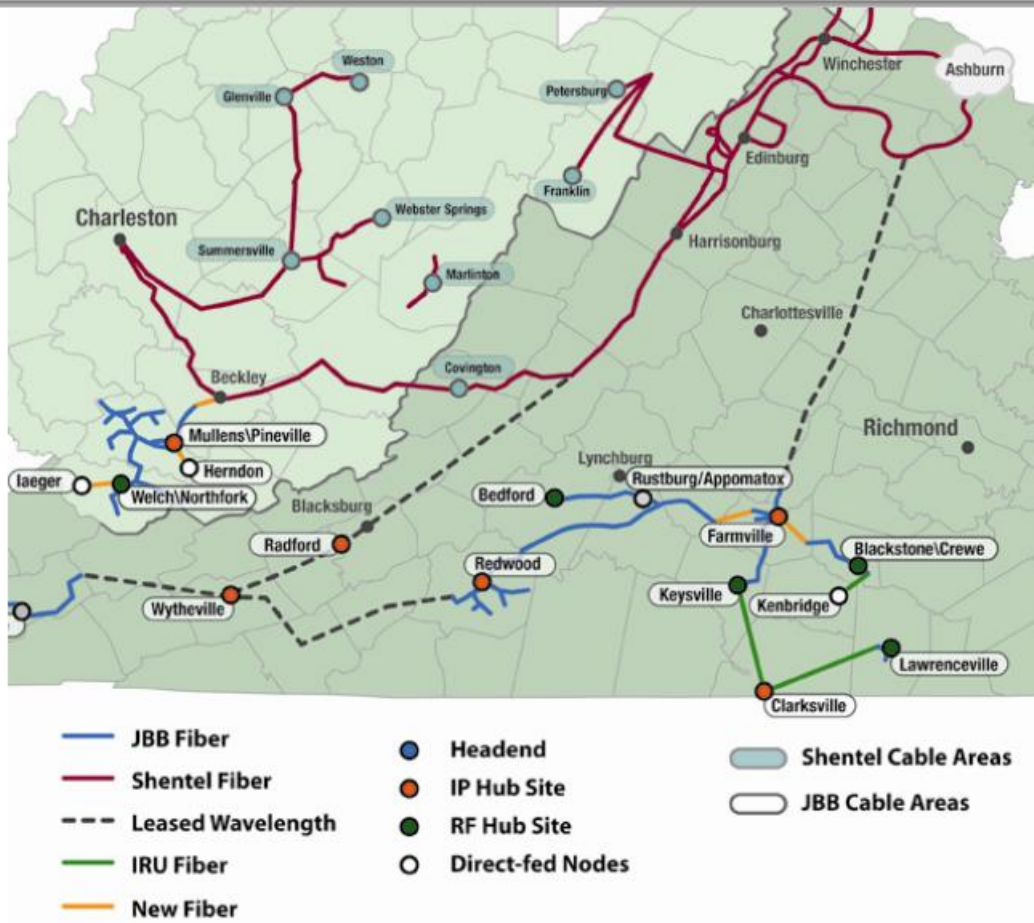 Weston
Winchester
Ashburn
Glenville
Petersburg
Edinburg
Franklin
Webster Springs
Charleston
Harrisonburg
Summersville
Marlinton
Charlottesville
Covington
Beckley
Richmond
Mullens\Pineville
Lynchburg
Herndon
Rustburg/Appomatox
Iaeger
Bedford
Welch\Northfork
Blacksburg
Farmville
Radford
Blackstone\Crewe
Redwood
Keysville
Kenbridge
Wytheville
Lawrenceville
Clarksville
JBB Fiber
Shentel Fiber
Leased Wavelength
IRU Fiber
New Fiber
Headend
IP Hub Site
RF Hub Site
Direct-fed Nodes
Shentel Cable Areas
JBB Cable Areas